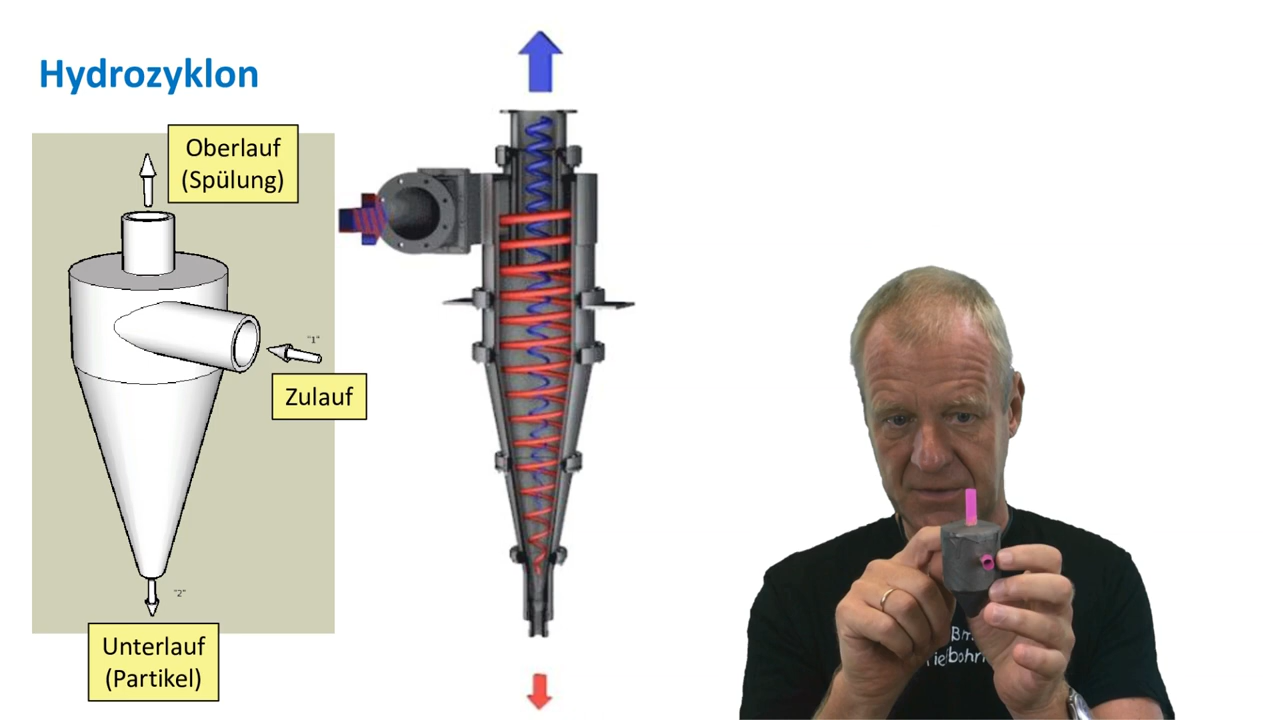 Hydrozyklon
Oberlauf
(Spülung)
"1"
Zulauf
"2"
Unterlauf
(Partikel)